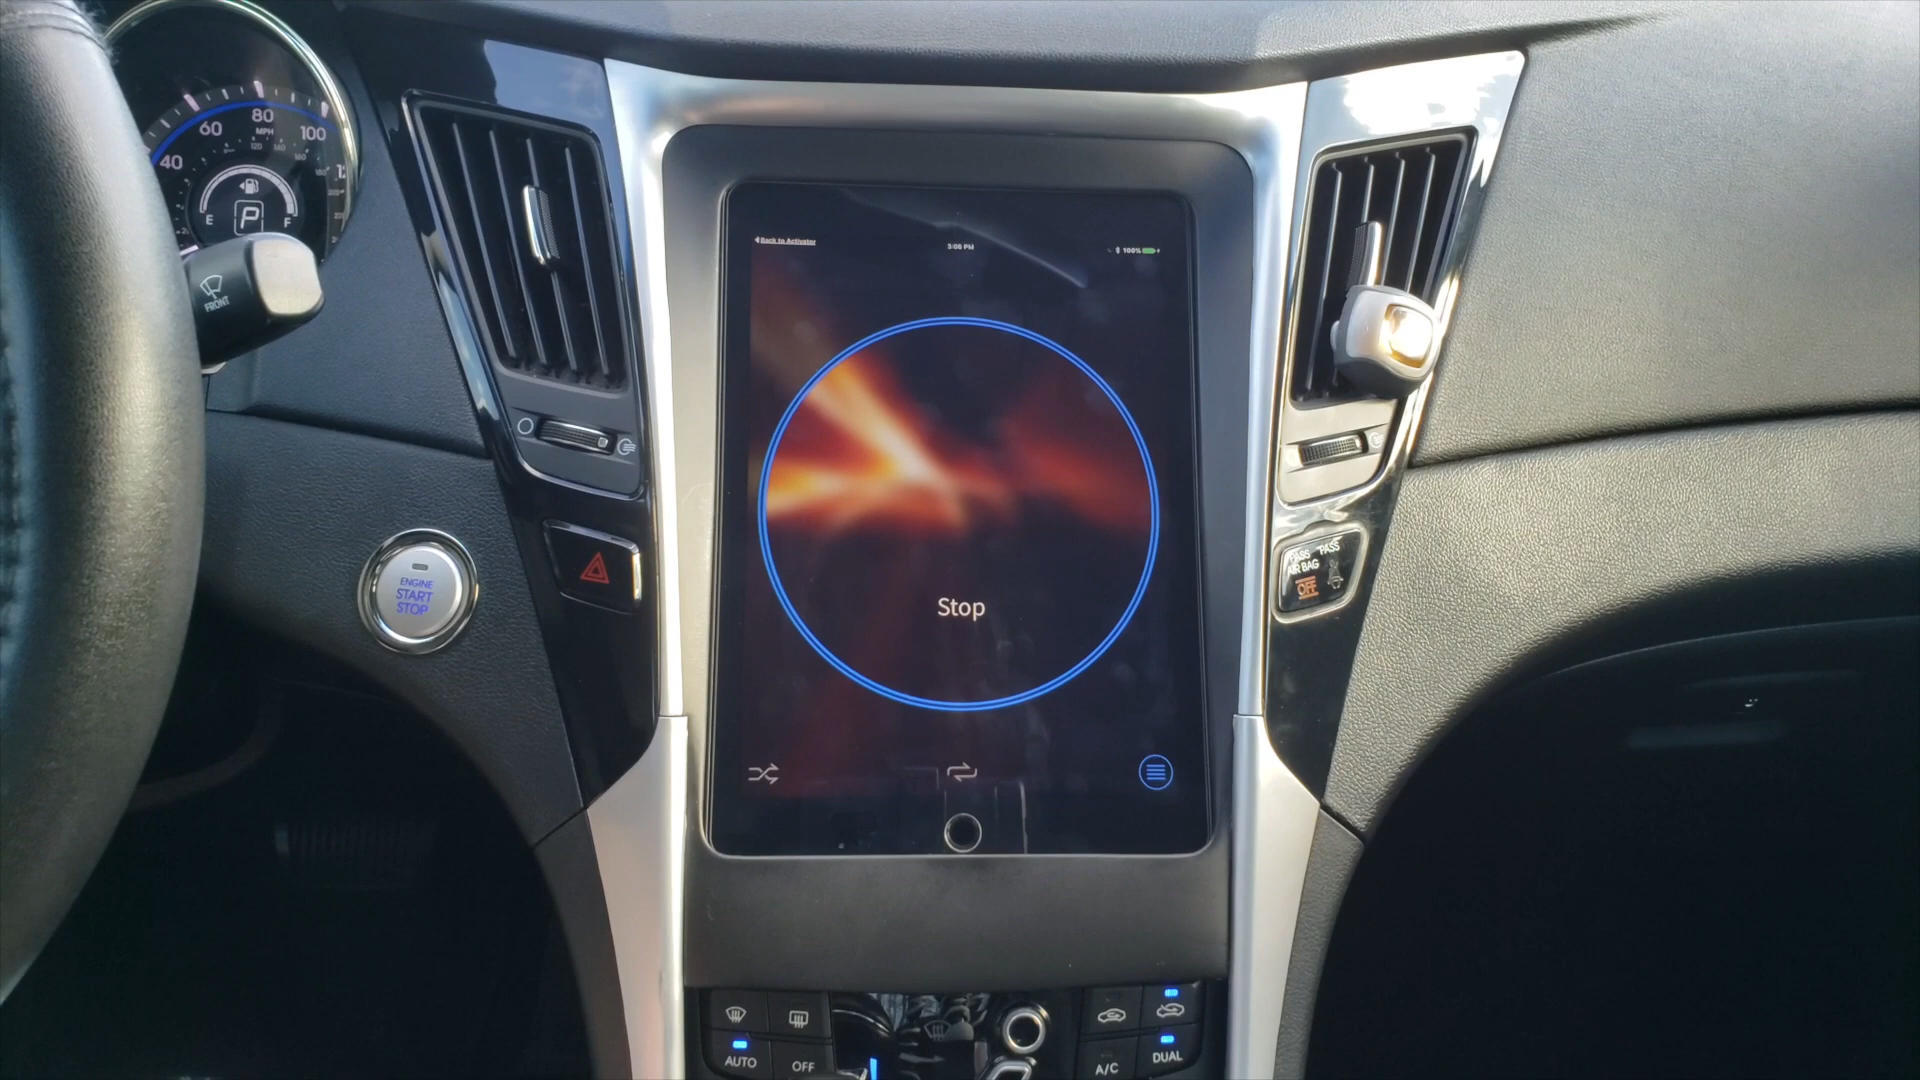 80
60
MPH
100
40
120
E
P
F
FRONT
Back to Activator
3:06 PM
100%
ENGINE
START
STOP
PASS
AIR BAG
OFF
PASS
Stop
AUTO
OFF
A/C
DUAL